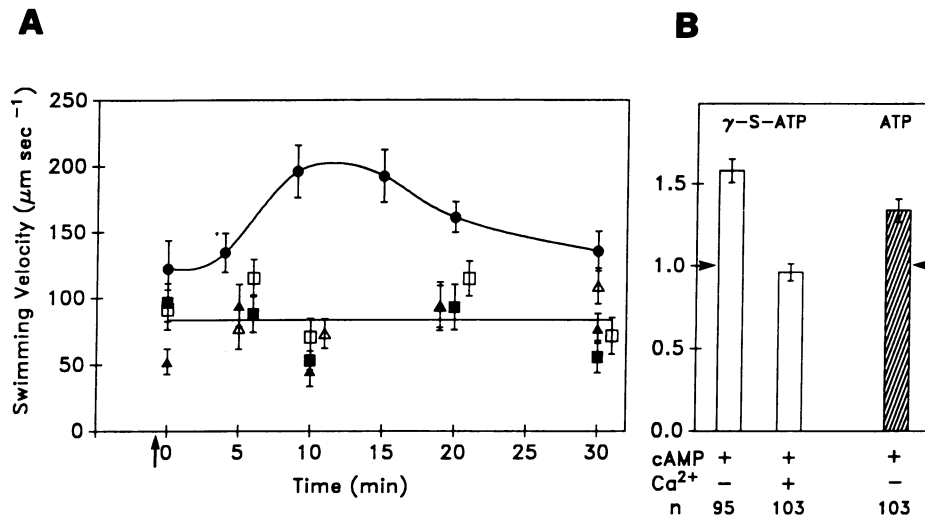 A
B
250
200
150
100
50
0
Swimming Velocity (μm sec⁻¹)
0 5 10 15 20 25 30
Time (min)
γ-S-ATP ATP
1.5
1.0
0.5
0.0
cAMP + + +
Ca²⁺ − + −
n 95 103 103